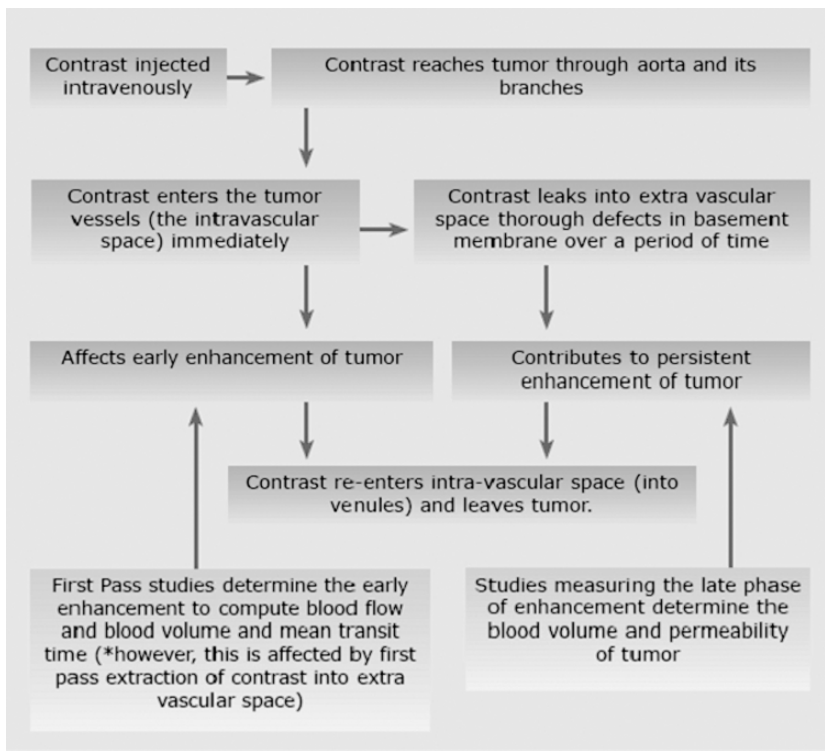 Contrast injected
intravenously
Contrast reaches tumor through aorta and its
branches
Contrast enters the tumor
vessels (the intravascular
space) immediately
Contrast leaks into extra vascular
space thorough defects in basement
membrane over a period of time
Affects early enhancement of tumor
Contributes to persistent
enhancement of tumor
Contrast re-enters intra-vascular space (into
venules) and leaves tumor.
First Pass studies determine the early
enhancement to compute blood flow
and blood volume and mean transit
time (*however, this is affected by first
pass extraction of contrast into extra
vascular space)
Studies measuring the late phase
of enhancement determine the
blood volume and permeability
of tumor